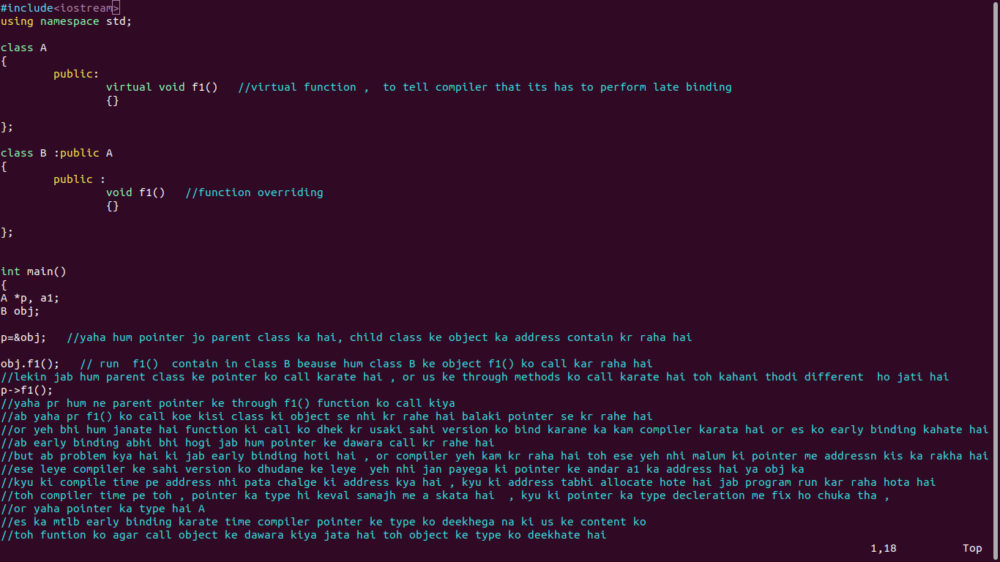 #include<iostream>
using namespace std;
class A
{
public:
virtual void f1()   //virtual function ,  to tell compiler that its has to perform late binding
{}
};
class B :public A
{
public :
void f1()   //function overriding
{}
};
int main()
{
A *p, a1;
B obj;
p=&obj;   //yaha hum pointer jo parent class ka hai, child class ke object ka address contain kr raha hai
obj.f1();   // run  f1()  contain in class B beause hum class B ke object f1() ko call kar raha hai
//lekin jab hum parent class ke pointer ko call karate hai , or us ke through methods ko call karate hai toh kahani thodi different  ho jati hai
p->f1();
//yaha pr hum ne parent pointer ke through f1() function ko call kiya
//ab yaha pr f1() ko call koe kisi class ki object se nhi kr rahe hai balaki pointer se kr rahe hai
//or yeh bhi hum janate hai function ki call ko dhek kr usaki sahi version ko bind karane ka kam compiler karata hai or es ko early binding kahate hai
//ab early binding abhi bhi hogi jab hum pointer ke dawara call kr rahe hai
//but ab problem kya hai ki jab early binding hoti hai , or compiler yeh kam kr raha hai toh ese yeh nhi malum ki pointer me addressn kis ka rakha hai
//ese leye compiler ke sahi version ko dhudane ke leye  yeh nhi jan payega ki pointer ke andar a1 ka address hai ya obj ka
//kyu ki compile time pe address nhi pata chalge ki address kya hai , kyu ki address tabhi allocate hote hai jab program run kar raha hota hai
//toh compiler time pe toh , pointer ka type hi keval samajh me a skata hai  , kyu ki pointer ka type decleration me fix ho chuka tha ,
//or yaha pointer ka type hai A
//es ka mtlb early binding karate time compiler pointer ke type ko deekhega na ki us ke content ko
//toh funtion ko agar call object ke dawara kiya jata hai toh object ke type ko deekhate hai
1,18          Top